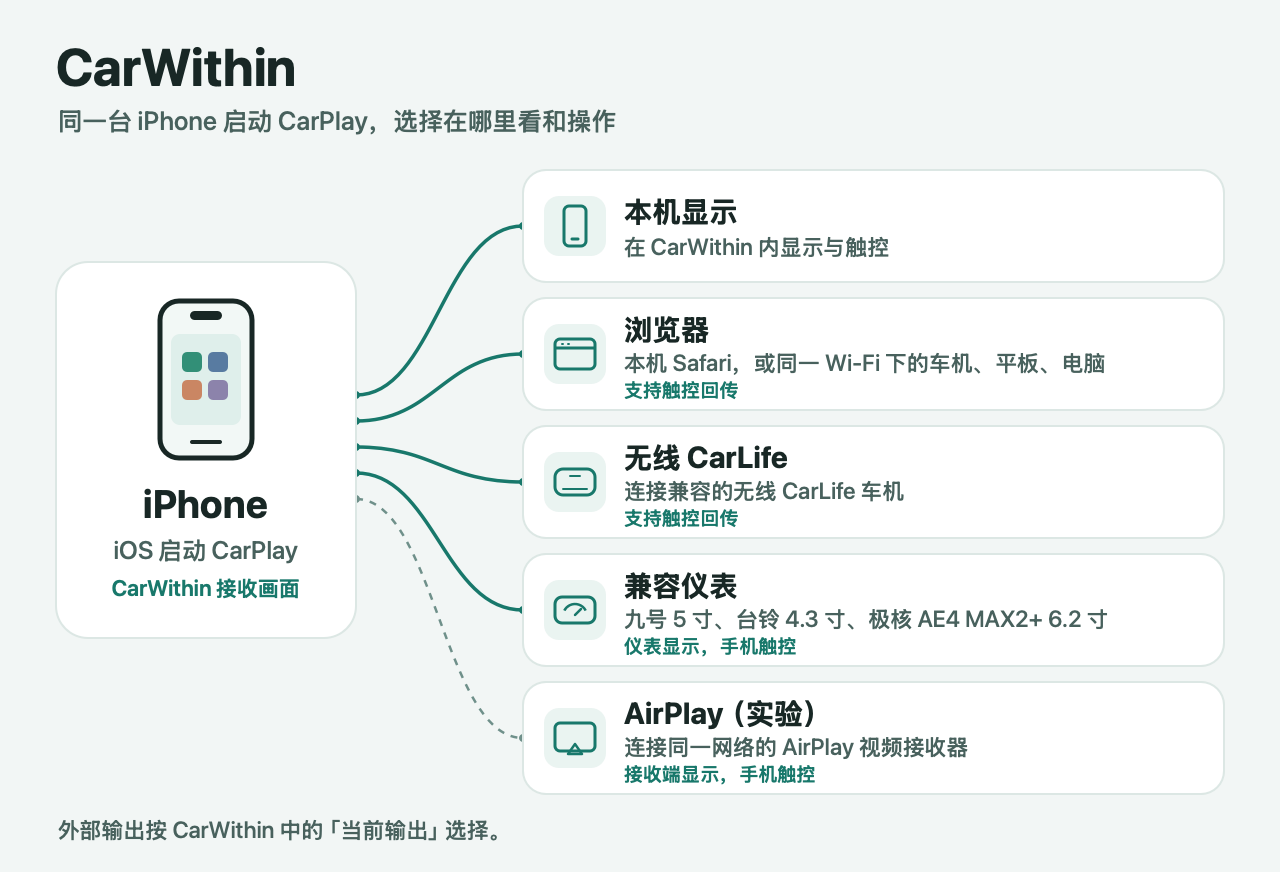 CarWithin
同一台 iPhone 启动 CarPlay，选择在哪里看和操作
iPhone
iOS 启动 CarPlay
CarWithin 接收画面
本机显示
在 CarWithin 内显示与触控
浏览器
本机 Safari，或同一 Wi-Fi 下的车机、平板、电脑
支持触控回传
无线 CarLife
连接兼容的无线 CarLife 车机
支持触控回传
兼容仪表
九号 5 寸、台铃 4.3 寸、极核 AE4 MAX2+ 6.2 寸
仪表显示，手机触控
AirPlay（实验）
连接同一网络的 AirPlay 视频接收器
接收端显示，手机触控
外部输出按 CarWithin 中的「当前输出」选择。